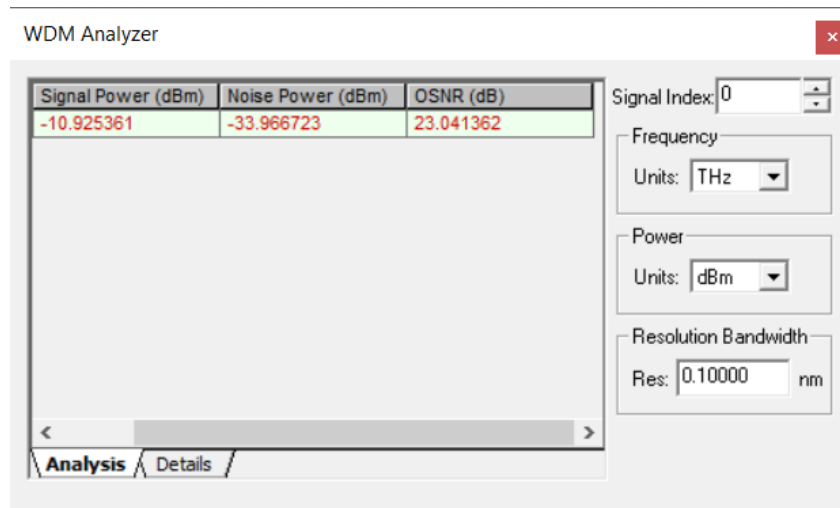 WDM Analyzer
×
Signal Power (dBm) Noise Power (dBm) OSNR (dB)
-10.925361 -33.966723 23.041362
Signal Index: 0
Frequency
Units: THz
Power
Units: dBm
Resolution Bandwidth
Res: 0.10000 nm
Analysis Details